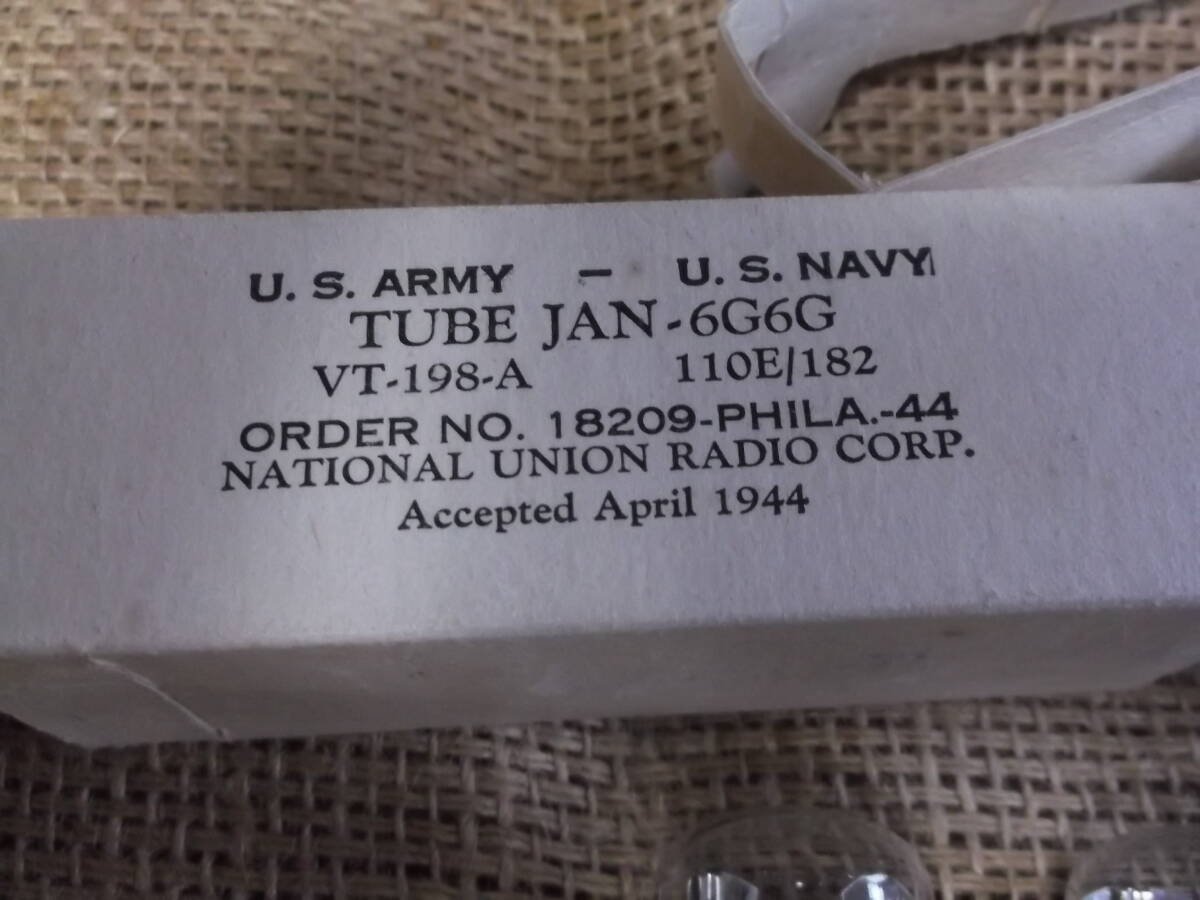 U. S. ARMY – U. S. NAVY
TUBE JAN-6G6G
VT-198-A 110E/182
ORDER NO. 18209-PHILA.-44
NATIONAL UNION RADIO CORP.
Accepted April 1944